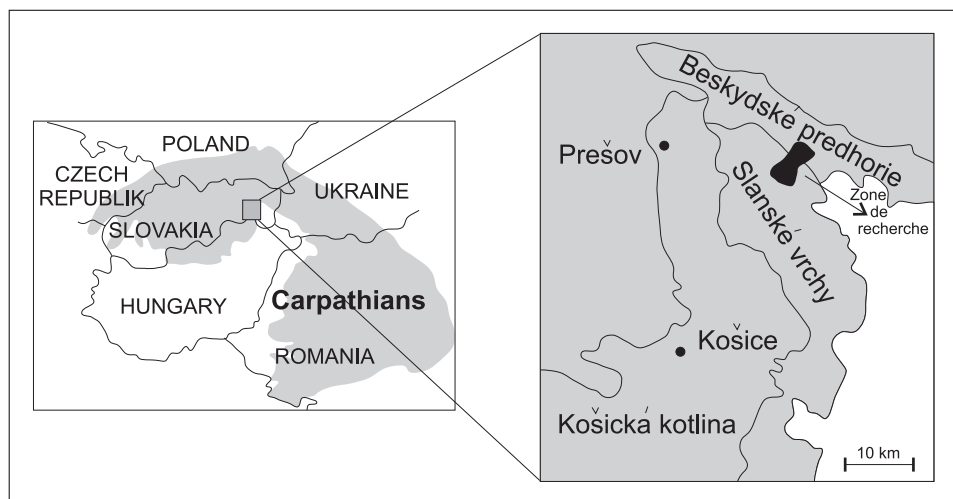 POLAND
CZECH
REPUBLIK
UKRAINE
SLOVAKIA
HUNGARY
Carpathians
ROMANIA
Beskydské predhorie
Prešov
Slanské vrchy
Zone
de
recherche
Košice
Košická kotlina
10 km